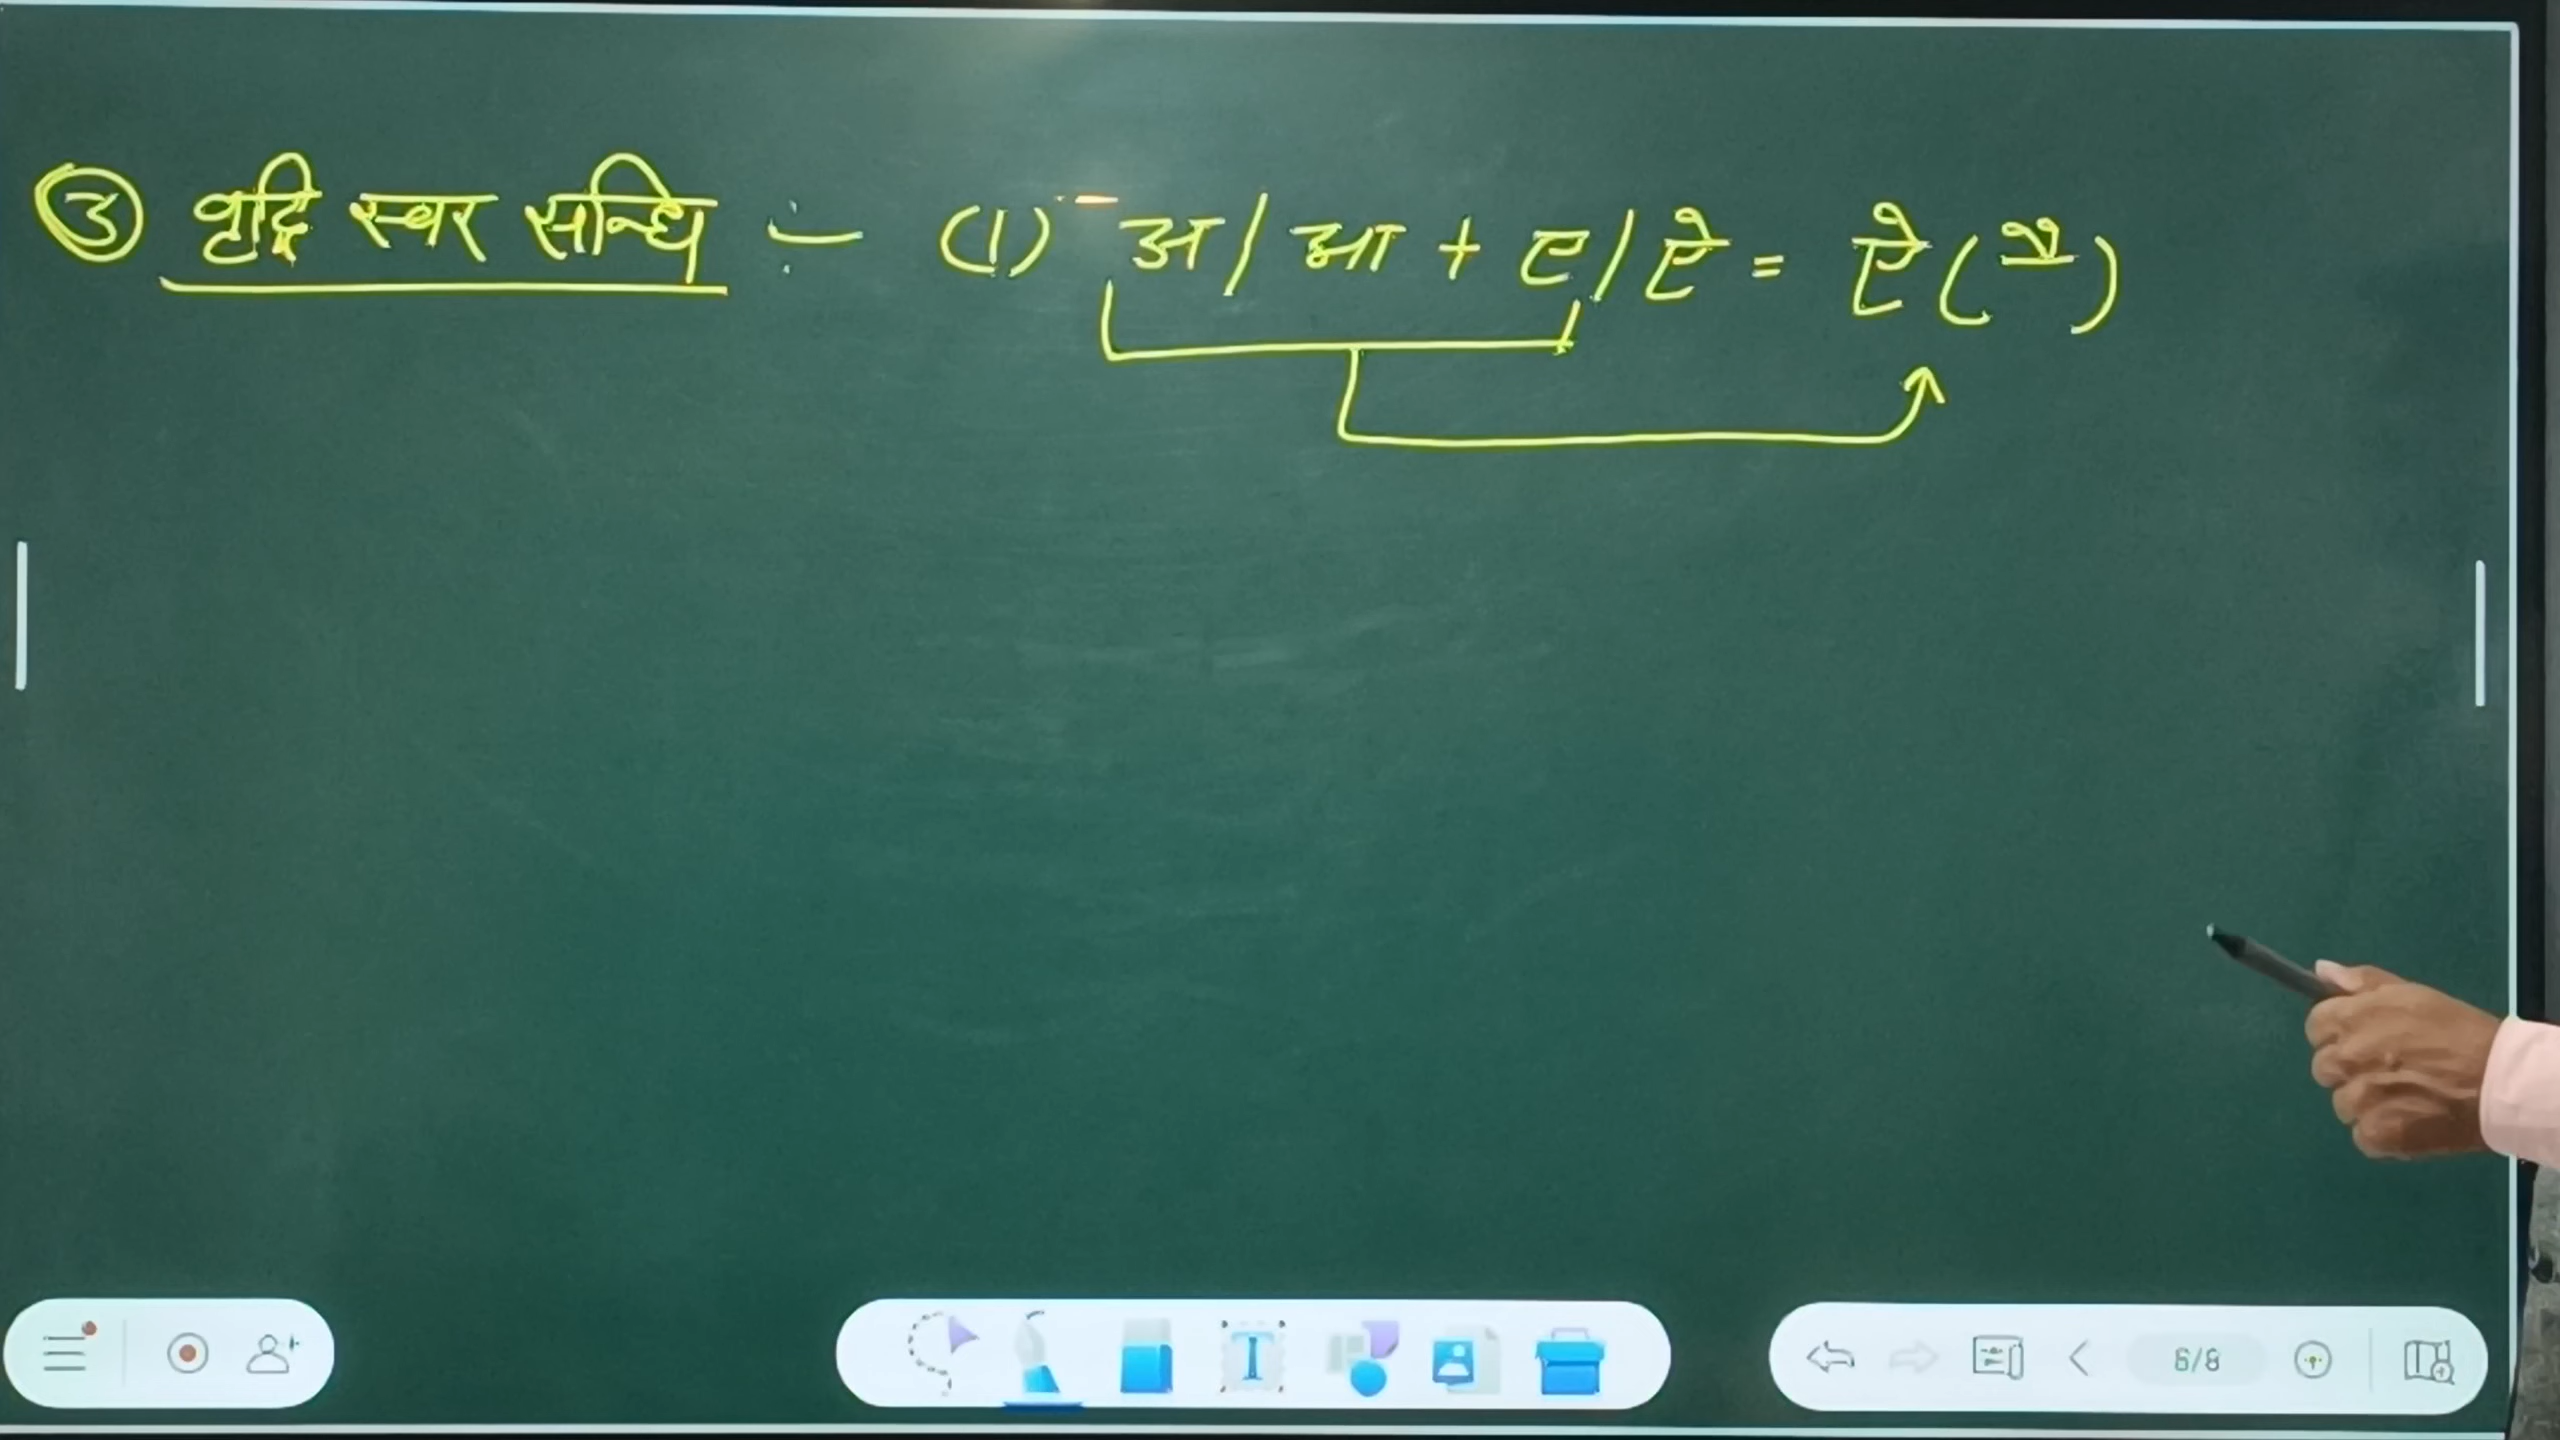 ③ वृद्धि स्वर सन्धि ÷ (1) अ/आ + ए/ऐ = ऐ(ै)
6/8